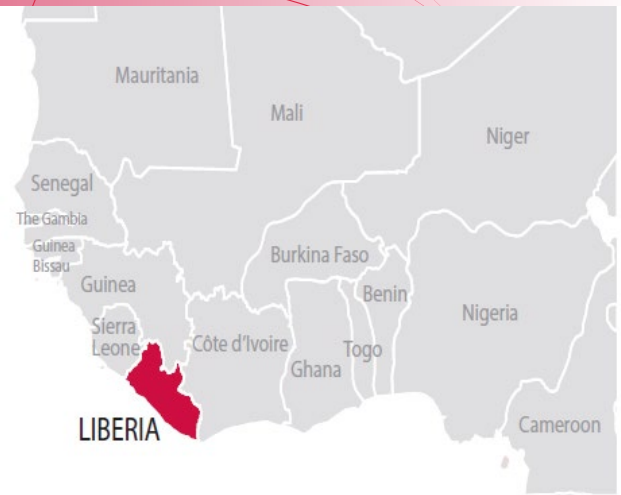 Mauritania
Mali
Niger
Senegal
The Gambia
Guinea
Bissau
Burkina Faso
Guinea
Benin
Nigeria
Sierra
Leone
Côte d'Ivoire
Togo
Ghana
LIBERIA
Cameroon